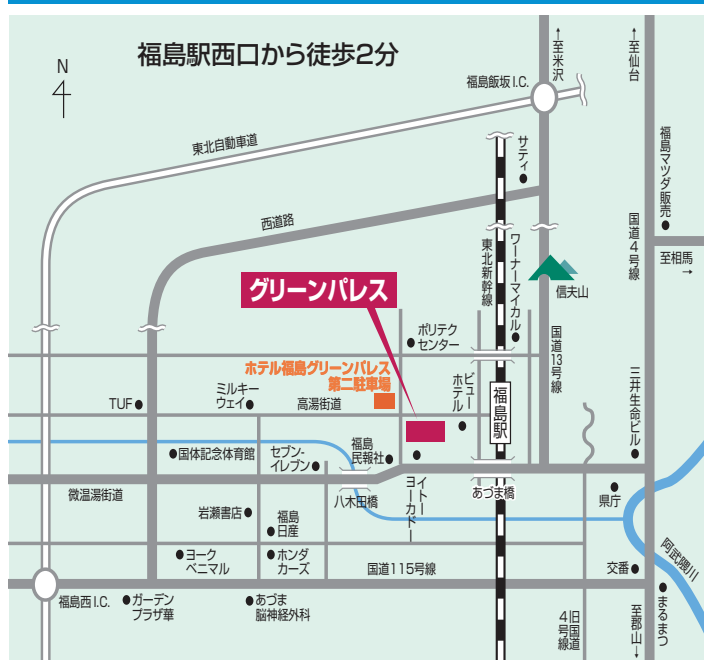 福島駅西口から徒歩2分
N
↑至米沢
↑至仙台
福島飯坂I.C.
東北自動車道
サティ
福島マツダ販売
西道路
国道4号線
至相馬
→
東北新幹線
ワーナーマイカル
信夫山
グリーンパレス
ポリテク
センター
国道13号線
ホテル福島グリーンパレス
第二駐車場
ビュー
ホテル
福島駅
三井生命ビル
TUF
ミルキー
ウェイ
高湯街道
国体記念体育館
セブン-
イレブン
福島
民報社
微温湯街道
八木田橋
イトー
ヨーカドー
あづま橋
県庁
岩瀬書店
福島
日産
ヨーク
ベニマル
ホンダ
カーズ
国道115号線
交番
阿武隈川
福島西I.C.
ガーデン
プラザ華
あづま
脳神経外科
旧国道
4号線
至郡山→
まるまつ